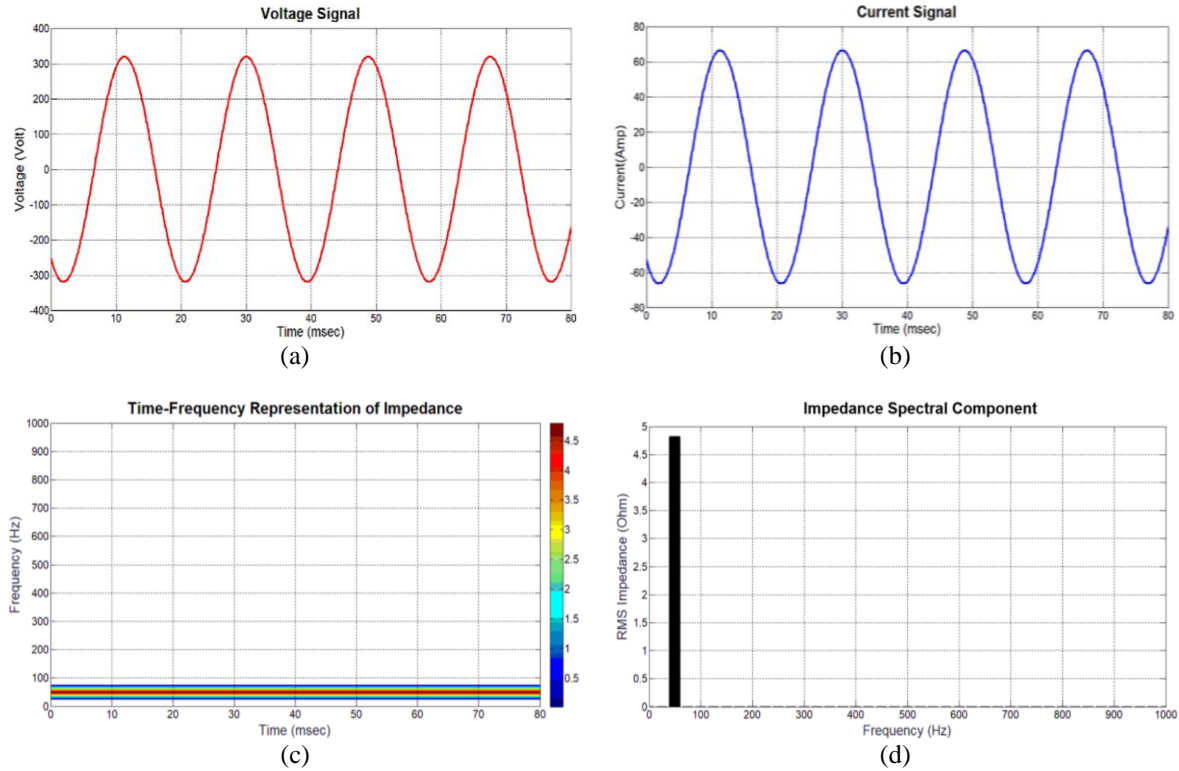 Voltage Signal
400
300
200
100
0
-100
-200
-300
-400
Voltage (Volt)
0 10 20 30 40 50 60 70 80
Time (msec)
(a)
Current Signal
80
60
40
20
0
-20
-40
-60
-80
Current(Amp)
0 10 20 30 40 50 60 70 80
Time (msec)
(b)
Time-Frequency Representation of Impedance
1000
900
800
700
600
500
400
300
200
100
0
Frequency (Hz)
0 10 20 30 40 50 60 70 80
Time (msec)
4.5
4
3.5
3
2.5
2
1.5
1
0.5
(c)
Impedance Spectral Component
5
4.5
4
3.5
3
2.5
2
1.5
1
0.5
0
RMS Impedance (Ohm)
0 100 200 300 400 500 600 700 800 900 1000
Frequency (Hz)
(d)